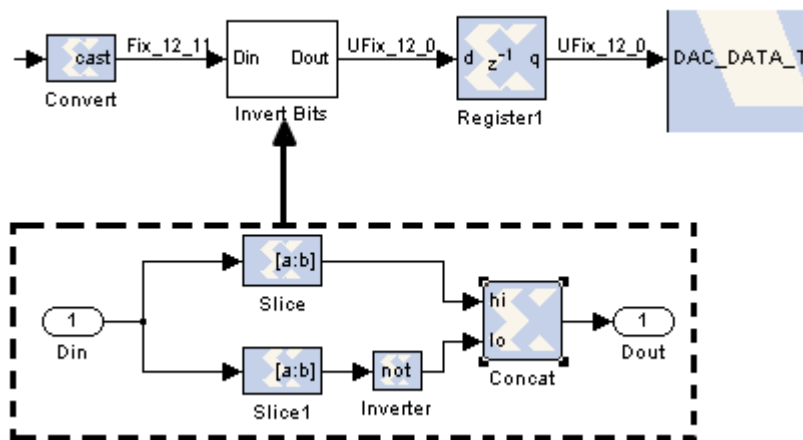 cast
Fix_12_11
Convert
Din
Dout
Invert Bits
UFix_12_0
d
z-1
q
Register1
UFix_12_0
DAC_DATA_T
[a:b]
Slice
1
Din
[a:b]
Slice1
not
Inverter
hi
lo
Concat
1
Dout